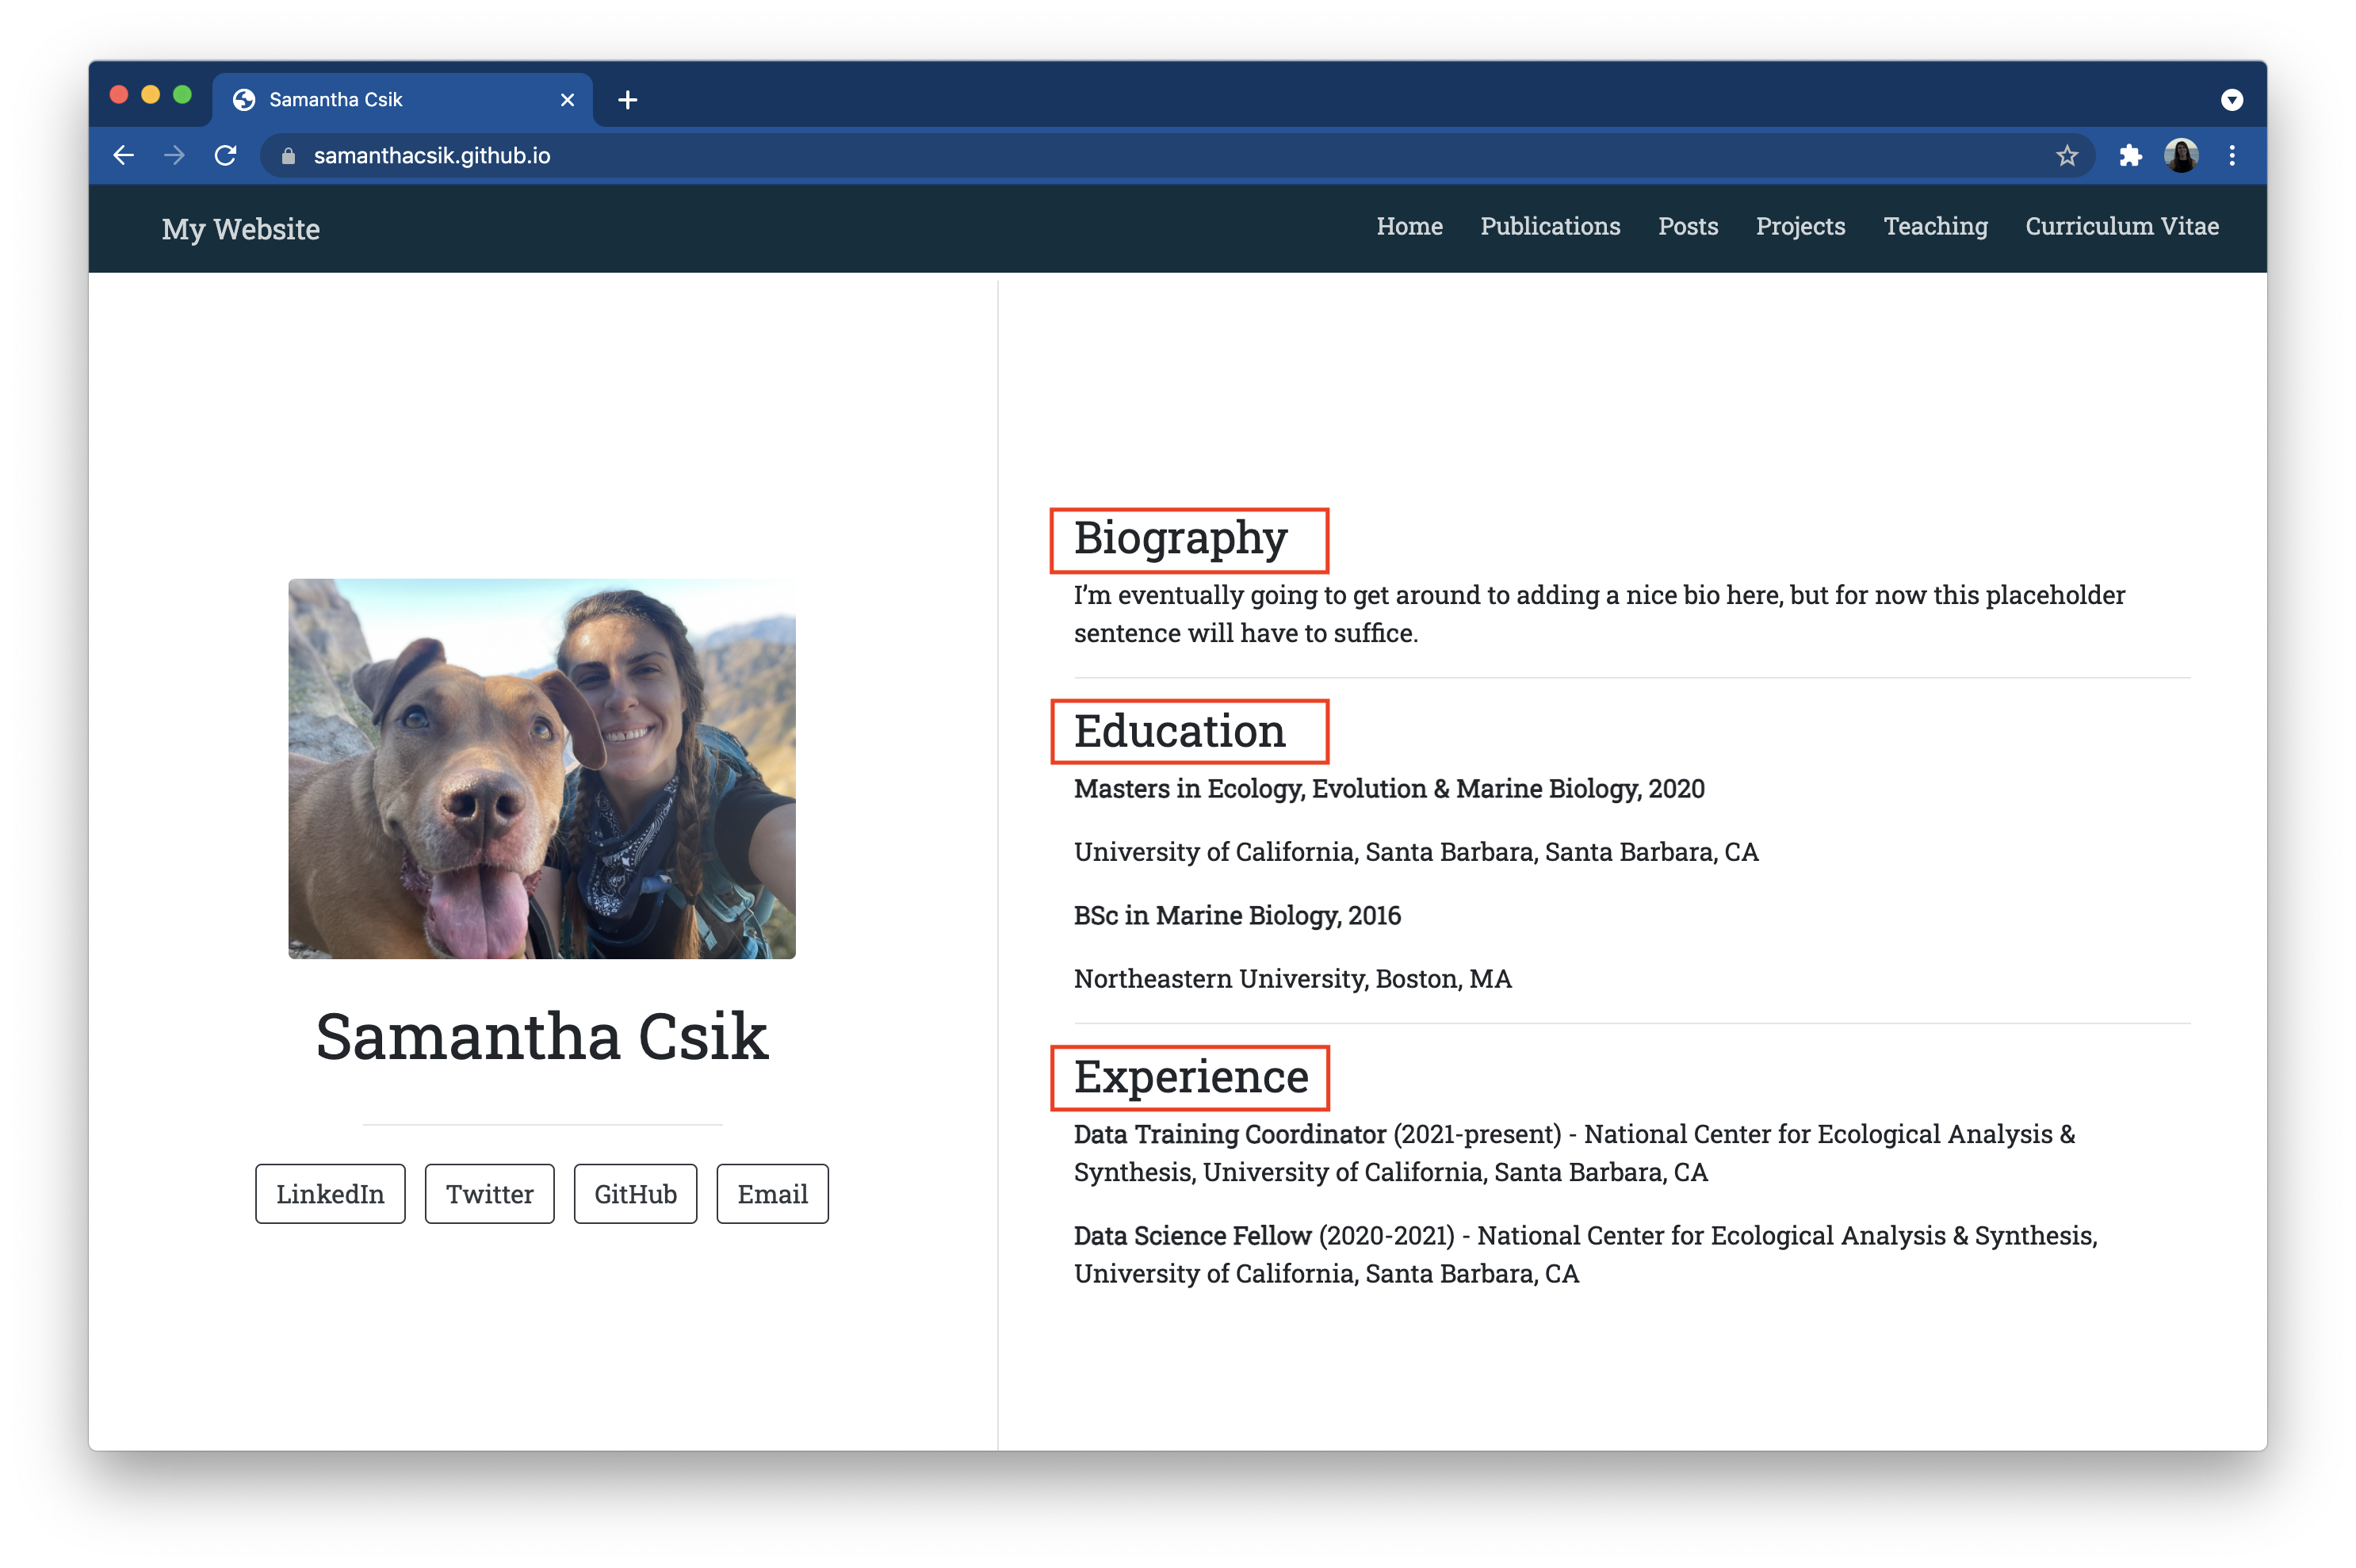 Samantha Csik
samanthacsik.github.io
My Website
Home Publications Posts Projects Teaching Curriculum Vitae
Samantha Csik
LinkedIn Twitter GitHub Email
Biography
I’m eventually going to get around to adding a nice bio here, but for now this placeholder
sentence will have to suffice.
Education
Masters in Ecology, Evolution & Marine Biology, 2020
University of California, Santa Barbara, Santa Barbara, CA
BSc in Marine Biology, 2016
Northeastern University, Boston, MA
Experience
Data Training Coordinator (2021-present) - National Center for Ecological Analysis &
Synthesis, University of California, Santa Barbara, CA
Data Science Fellow (2020-2021) - National Center for Ecological Analysis & Synthesis,
University of California, Santa Barbara, CA